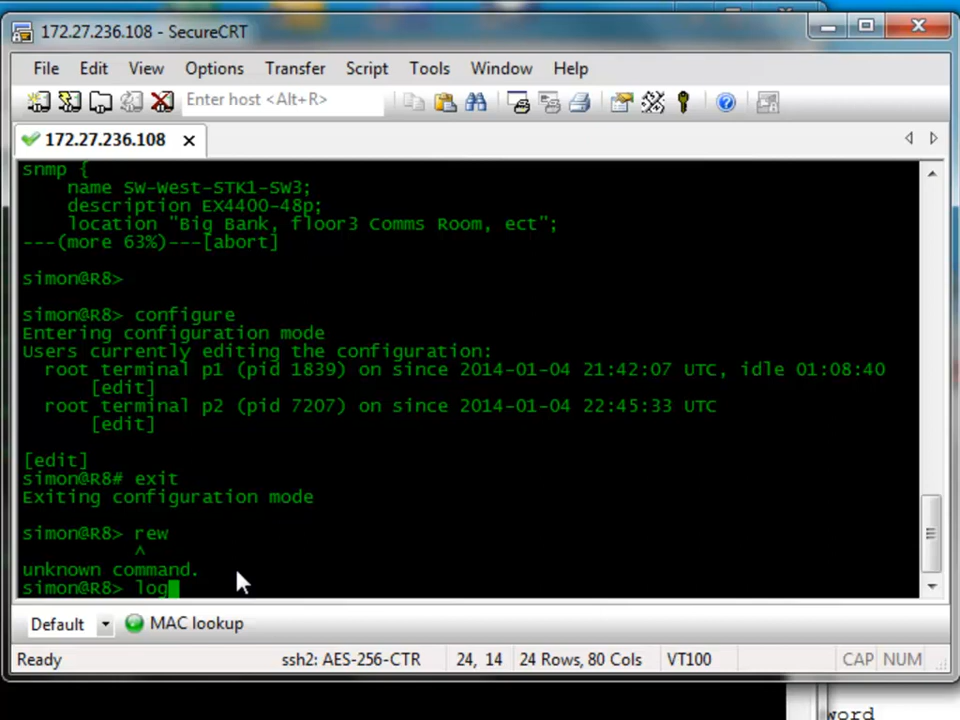 172.27.236.108 - SecureCRT
File Edit View Options Transfer Script Tools Window Help
Enter host <Alt+R>
172.27.236.108
snmp {
    name SW-West-STK1-SW3;
    description EX4400-48p;
    location "Big Bank, floor3 Comms Room, ect";
---(more 63%)---[abort]
simon@R8>
simon@R8> configure
Entering configuration mode
Users currently editing the configuration:
  root terminal p1 (pid 1839) on since 2014-01-04 21:42:07 UTC, idle 01:08:40
      [edit]
  root terminal p2 (pid 7207) on since 2014-01-04 22:45:33 UTC
      [edit]
[edit]
simon@R8# exit
Exiting configuration mode
simon@R8> rew
          ^
unknown command.
simon@R8> log
Default MAC lookup
Ready ssh2: AES-256-CTR 24, 14 24 Rows, 80 Cols VT100 CAP NUM
word